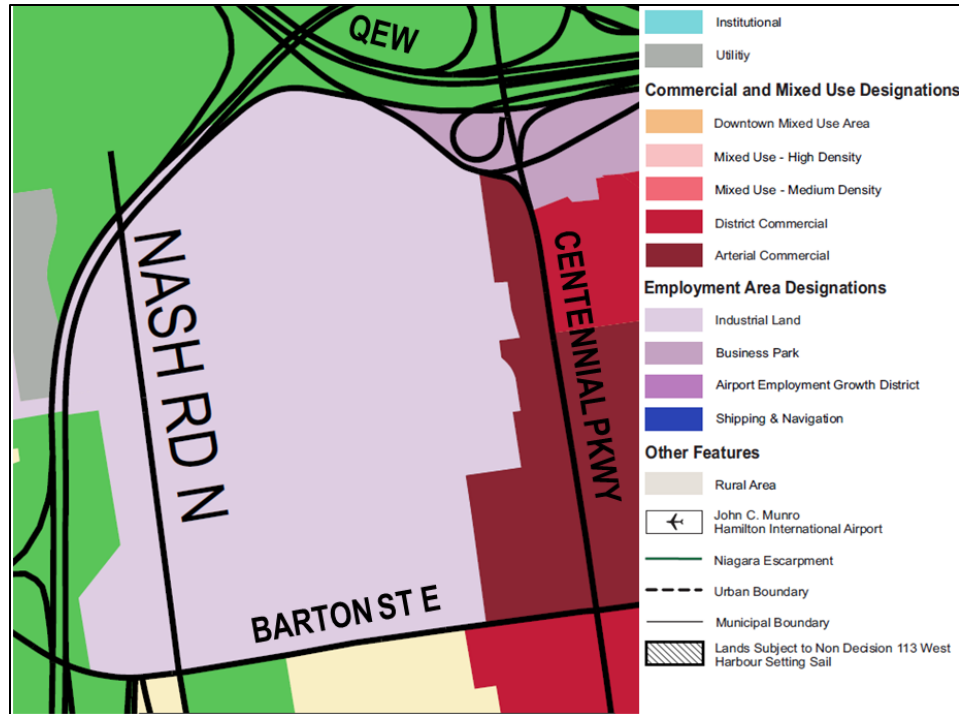 QEW
NASH RD N
CENTENNIAL PKWY
BARTON ST E
Institutional
Utilitiy
Commercial and Mixed Use Designations
Downtown Mixed Use Area
Mixed Use - High Density
Mixed Use - Medium Density
District Commercial
Arterial Commercial
Employment Area Designations
Industrial Land
Business Park
Airport Employment Growth District
Shipping & Navigation
Other Features
Rural Area
John C. Munro
Hamilton International Airport
Niagara Escarpment
Urban Boundary
Municipal Boundary
Lands Subject to Non Decision 113 West
Harbour Setting Sail